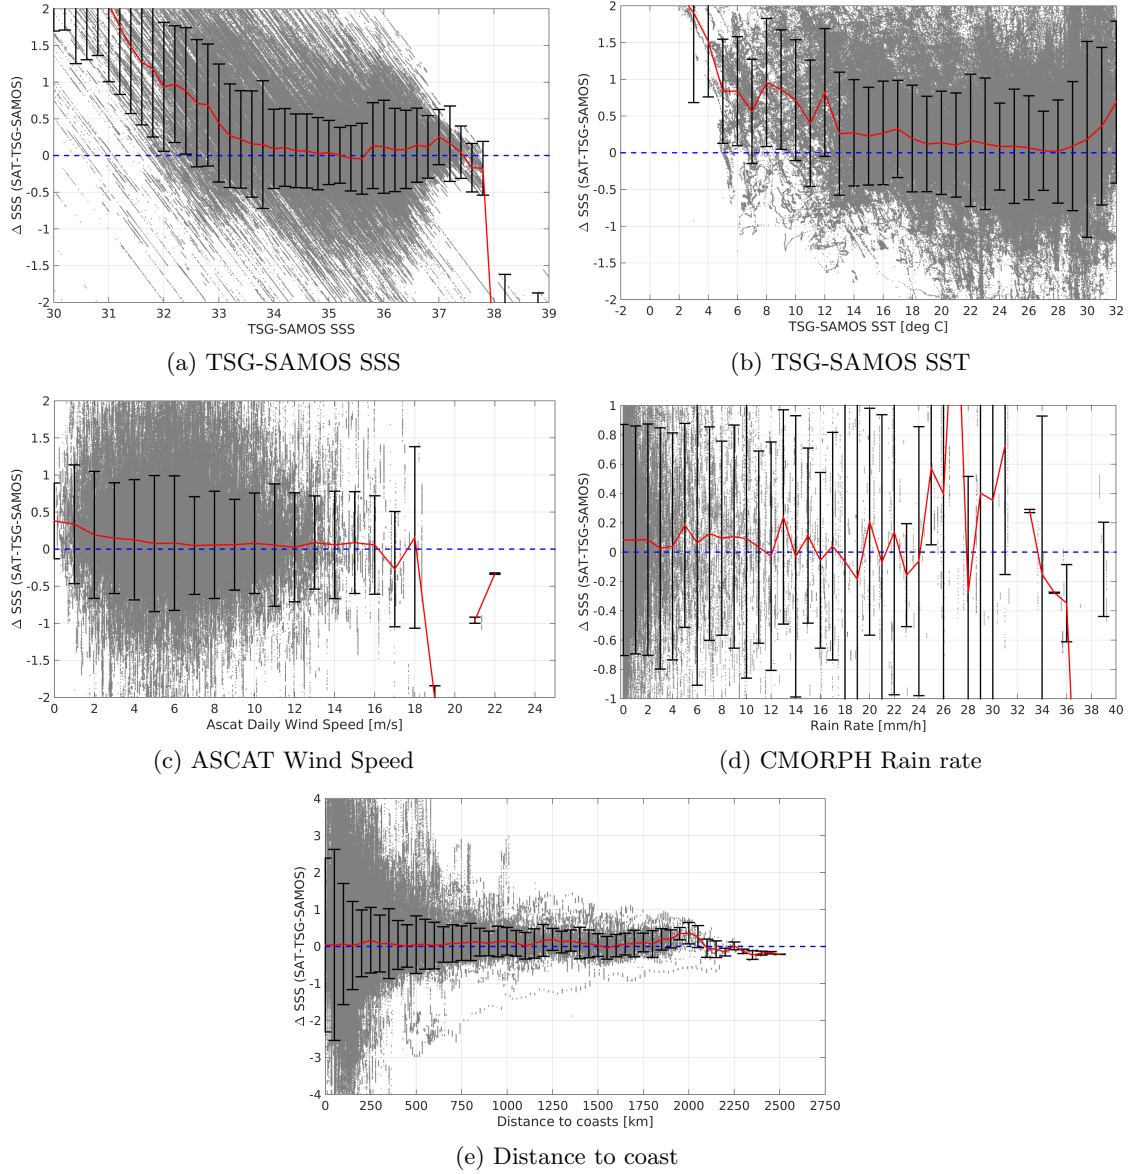 2
1.5
1
0.5
0
-0.5
-1
-1.5
-2
Δ SSS (SAT-TSG-SAMOS)
30 31 32 33 34 35 36 37 38 39
TSG-SAMOS SSS
(a) TSG-SAMOS SSS
2
1.5
1
0.5
0
-0.5
-1
-1.5
-2
Δ SSS (SAT-TSG-SAMOS)
-2 0 2 4 6 8 10 12 14 16 18 20 22 24 26 28 30 32
TSG-SAMOS SST [deg C]
(b) TSG-SAMOS SST
2
1.5
1
0.5
0
-0.5
-1
-1.5
-2
Δ SSS (SAT-TSG-SAMOS)
0 2 4 6 8 10 12 14 16 18 20 22 24
Ascat Daily Wind Speed [m/s]
(c) ASCAT Wind Speed
1
0.8
0.6
0.4
0.2
0
-0.2
-0.4
-0.6
-0.8
-1
Δ SSS (SAT-TSG-SAMOS)
0 2 4 6 8 10 12 14 16 18 20 22 24 26 28 30 32 34 36 38 40
Rain Rate [mm/h]
(d) CMORPH Rain rate
4
3
2
1
0
-1
-2
-3
-4
Δ SSS (SAT-TSG-SAMOS)
0 250 500 750 1000 1250 1500 1750 2000 2250 2500 2750
Distance to coasts [km]
(e) Distance to coast